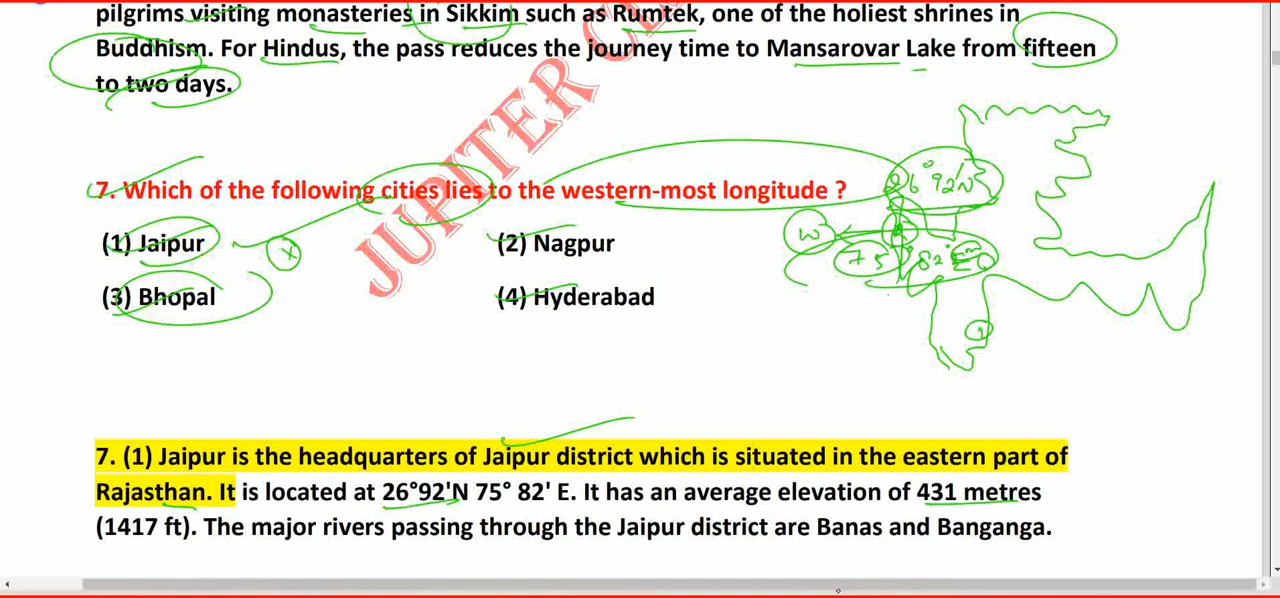 pilgrims visiting monasteries in Sikkim such as Rumtek, one of the holiest shrines in
Buddhism. For Hindus, the pass reduces the journey time to Mansarovar Lake from fifteen
to two days.
7. Which of the following cities lies to the western-most longitude ?
(1) Jaipur
(2) Nagpur
(3) Bhopal
(4) Hyderabad
JUPITER
26°92'N
W
75°82'E
7. (1) Jaipur is the headquarters of Jaipur district which is situated in the eastern part of
Rajasthan. It is located at 26°92'N 75° 82' E. It has an average elevation of 431 metres
(1417 ft). The major rivers passing through the Jaipur district are Banas and Banganga.